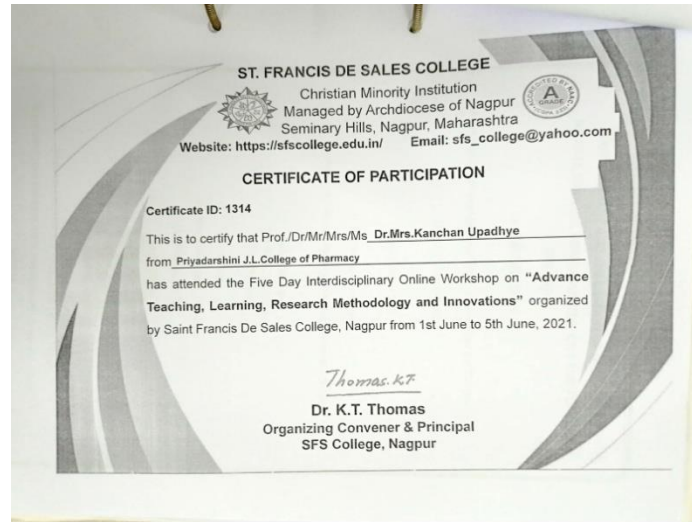 ST. FRANCIS DE SALES COLLEGE
Christian Minority Institution
Managed by Archdiocese of Nagpur
Seminary Hills, Nagpur, Maharashtra
Website: https://sfscollege.edu.in/ Email: sfs_college@yahoo.com
ACCREDITED BY NAAC
A
GRADE
CERTIFICATE OF PARTICIPATION
Certificate ID: 1314
This is to certify that Prof./Dr/Mr/Mrs/Ms Dr.Mrs.Kanchan Upadhye
from Priyadarshini J.L.College of Pharmacy
has attended the Five Day Interdisciplinary Online Workshop on “Advance
Teaching, Learning, Research Methodology and Innovations” organized
by Saint Francis De Sales College, Nagpur from 1st June to 5th June, 2021.
Thomas.K.T
Dr. K.T. Thomas
Organizing Convener & Principal
SFS College, Nagpur